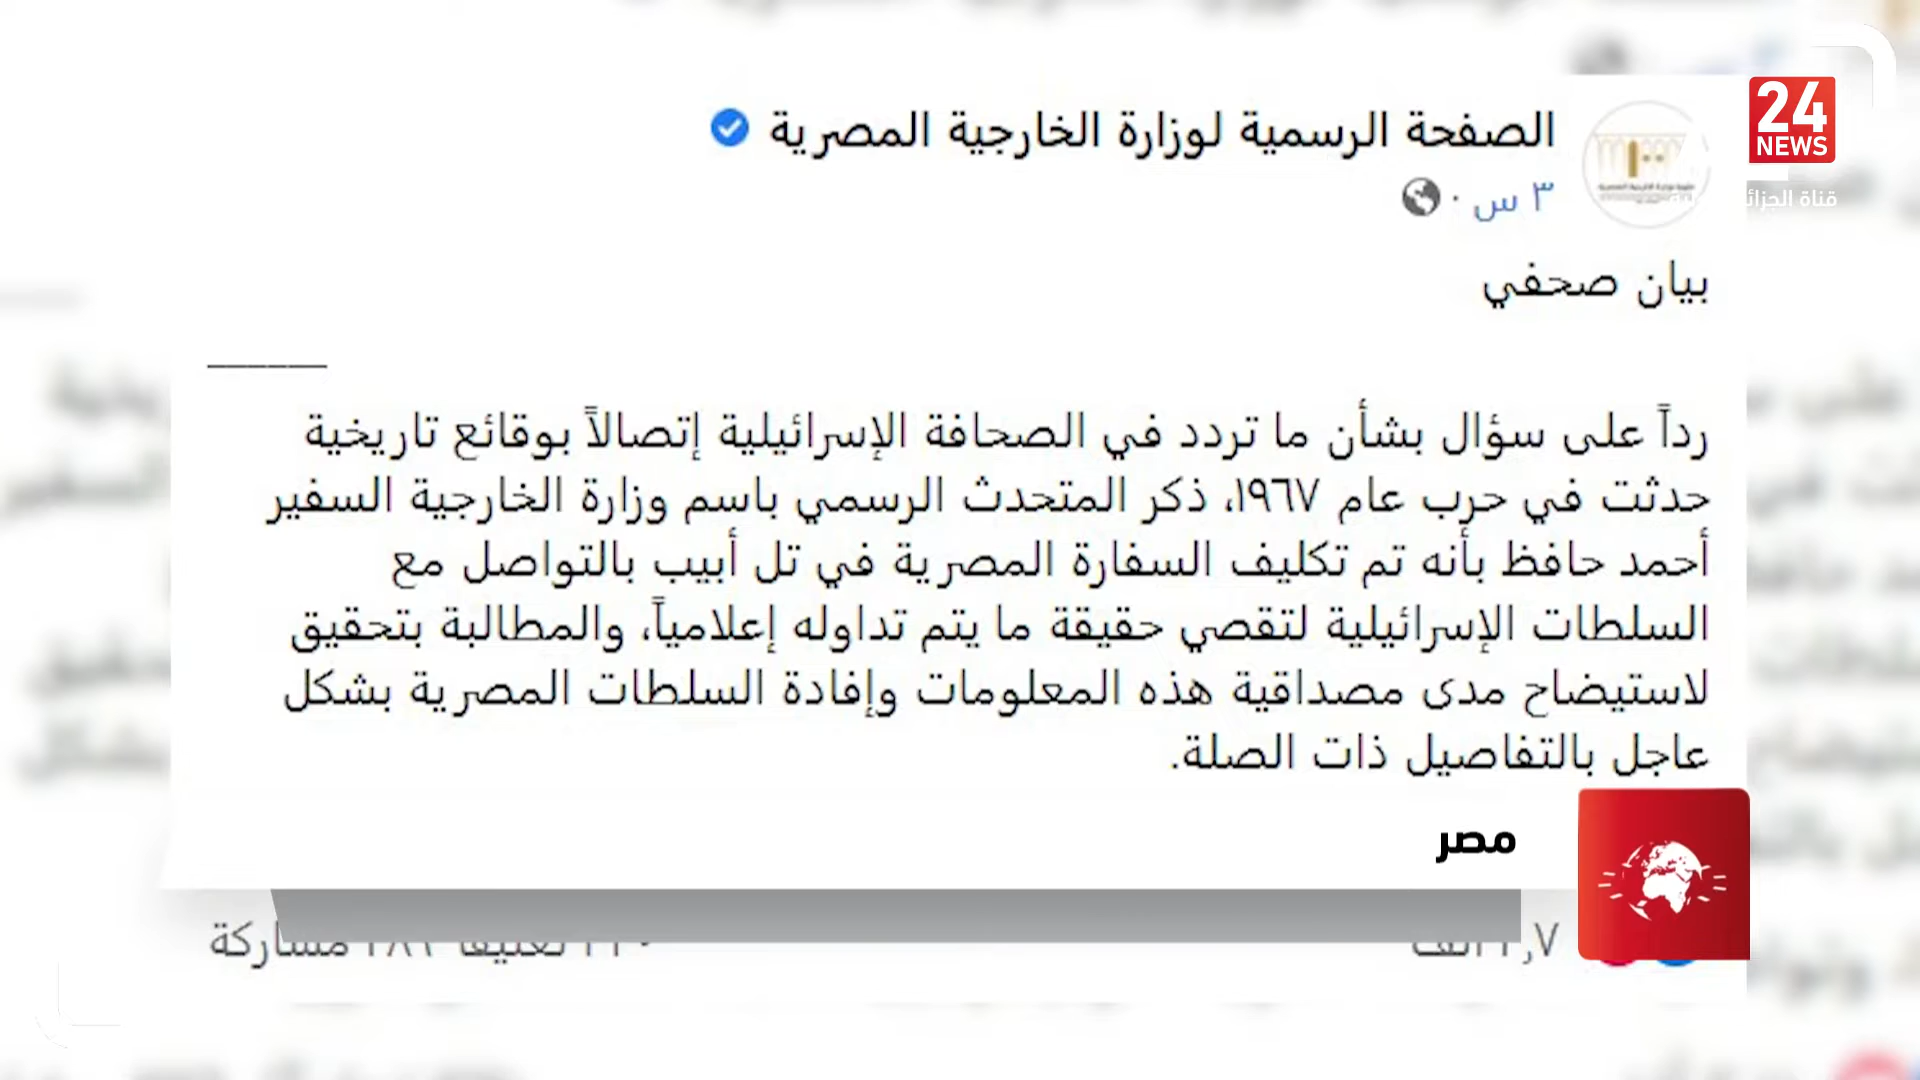 24
NEWS
الصفحة الرسمية لوزارة الخارجية المصرية
٣ س ·
بيان صحفي
رداً على سؤال بشأن ما تردد في الصحافة الإسرائيلية إتصالاً بوقائع تاريخية
حدثت في حرب عام ١٩٦٧، ذكر المتحدث الرسمي باسم وزارة الخارجية السفير
أحمد حافظ بأنه تم تكليف السفارة المصرية في تل أبيب بالتواصل مع
السلطات الإسرائيلية لتقصي حقيقة ما يتم تداوله إعلامياً، والمطالبة بتحقيق
لاستيضاح مدى مصداقية هذه المعلومات وإفادة السلطات المصرية بشكل
عاجل بالتفاصيل ذات الصلة.
مصر
مشاركة